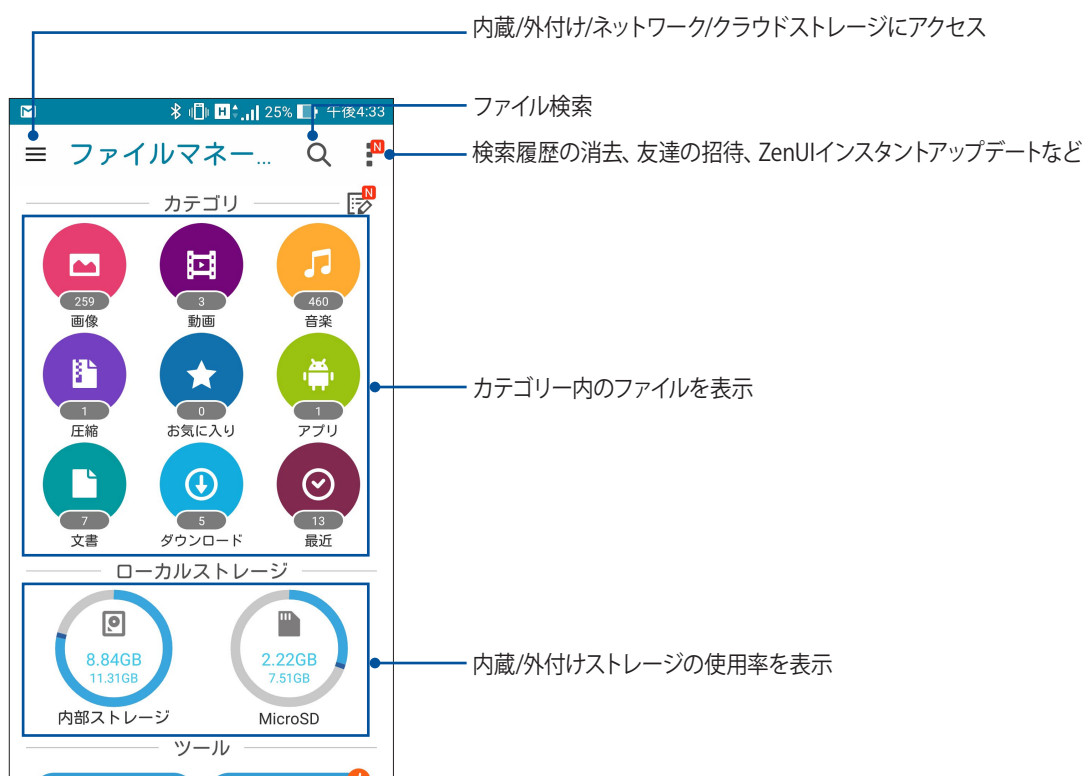 内蔵/外付け/ネットワーク/クラウドストレージにアクセス
ファイル検索
検索履歴の消去、友達の招待、ZenUIインスタントアップデートなど
H 25% 午後4:33
ファイルマネー...
N
カテゴリ
N
259 3 460
画像 動画 音楽
1 0 1
圧縮 お気に入り アプリ
カテゴリー内のファイルを表示
7 5 13
文書 ダウンロード 最近
ローカルストレージ
8.84GB 2.22GB
11.31GB 7.51GB
内蔵/外付けストレージの使用率を表示
内部ストレージ MicroSD
ツール